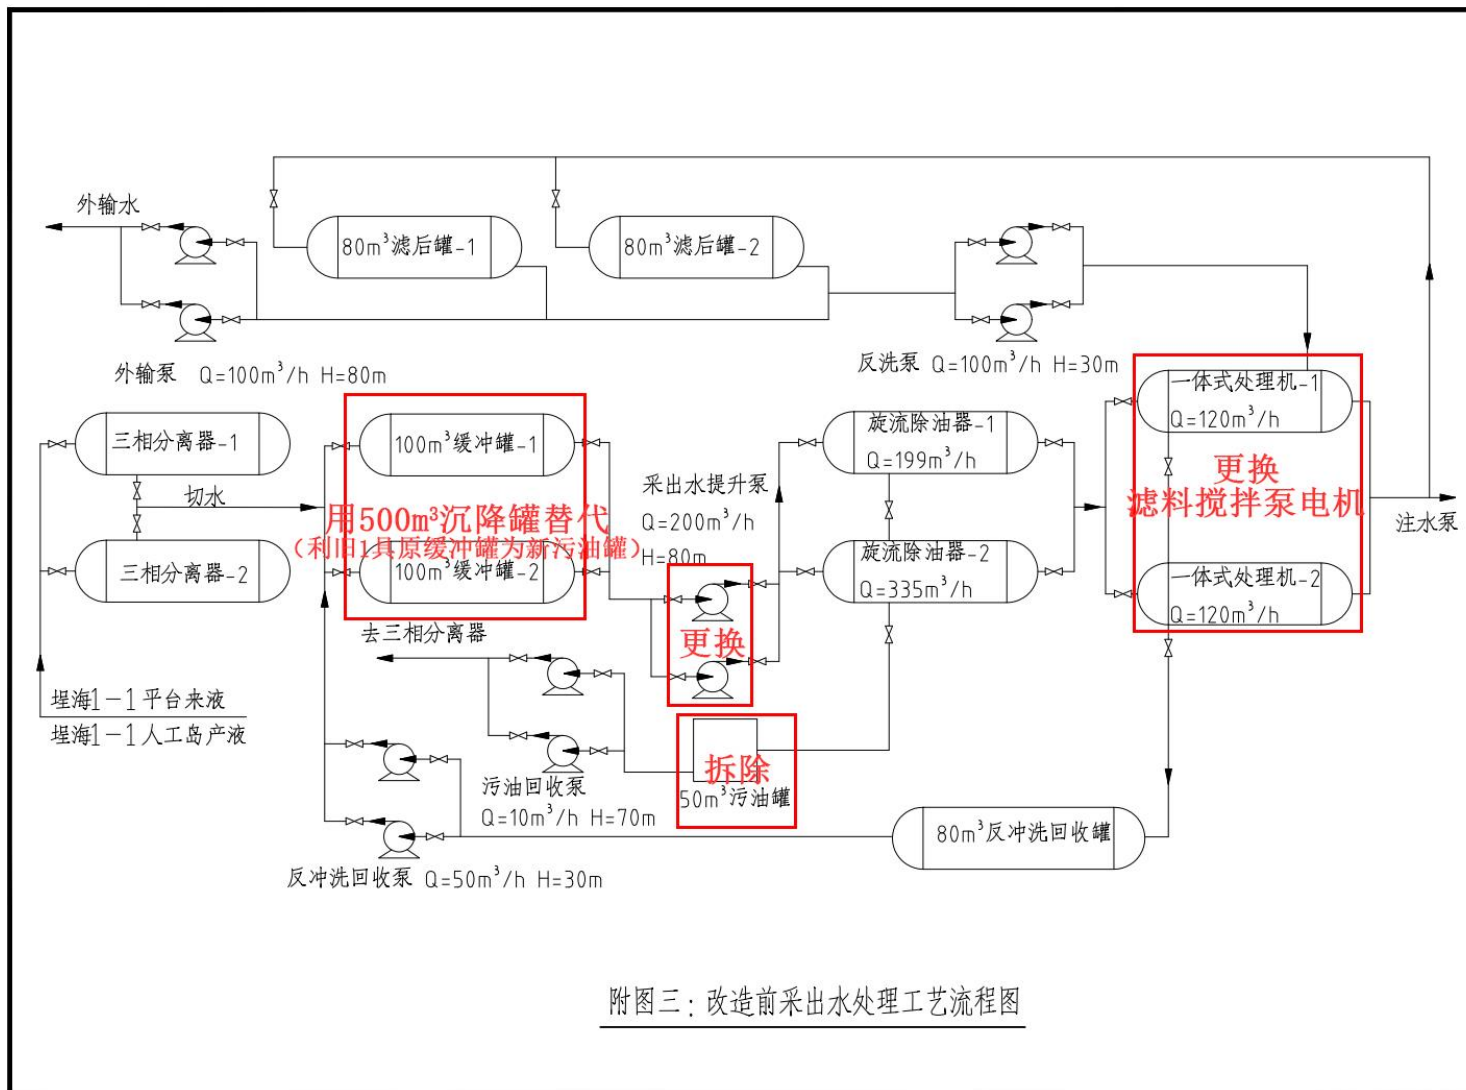 外输水
80m³滤后罐-1
80m³滤后罐-2
外输泵 Q=100m³/h H=80m
反洗泵 Q=100m³/h H=30m
三相分离器-1
切水
三相分离器-2
100m³缓冲罐-1
用500m³沉降罐替代
(利旧1具原缓冲罐为新污油罐)
100m³缓冲罐-2
采出水提升泵
Q=200m³/h
H=80m
更换
旋流除油器-1
Q=199m³/h
旋流除油器-2
Q=335m³/h
一体式处理机-1
Q=120m³/h
更换
滤料搅拌泵电机
一体式处理机-2
Q=120m³/h
注水泵
去三相分离器
埕海1-1平台来液
埕海1-1人工岛产液
污油回收泵
Q=10m³/h H=70m
拆除
50m³污油罐
80m³反冲洗回收罐
反冲洗回收泵 Q=50m³/h H=30m
附图三:改造前采出水处理工艺流程图